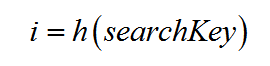 i = h(searchKey)